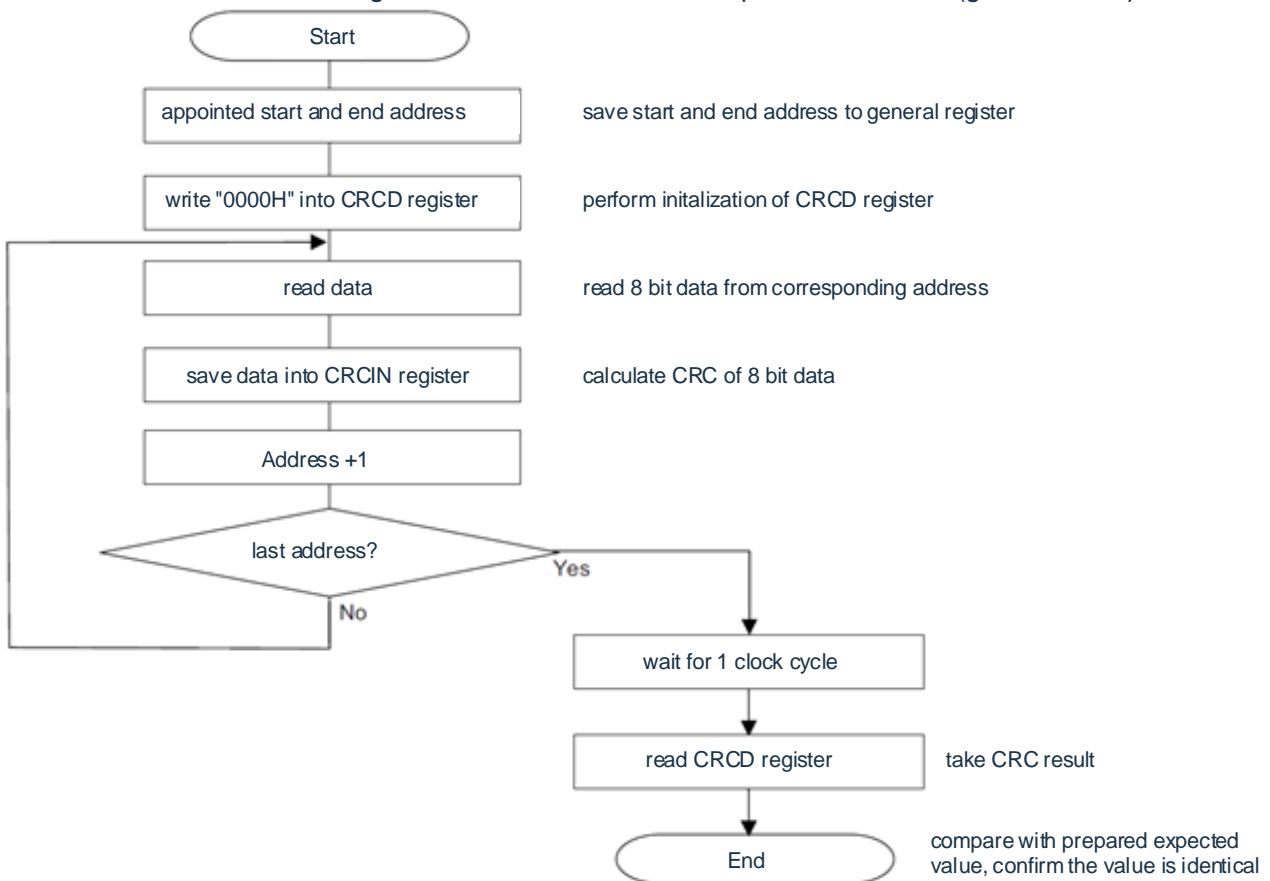 Start
appointed start and end address
save start and end address to general register
write "0000H" into CRCD register
perform initalization of CRCD register
read data
read 8 bit data from corresponding address
save data into CRCIN register
calculate CRC of 8 bit data
Address +1
last address?
Yes
No
wait for 1 clock cycle
read CRCD register
take CRC result
End
compare with prepared expected
value, confirm the value is identical